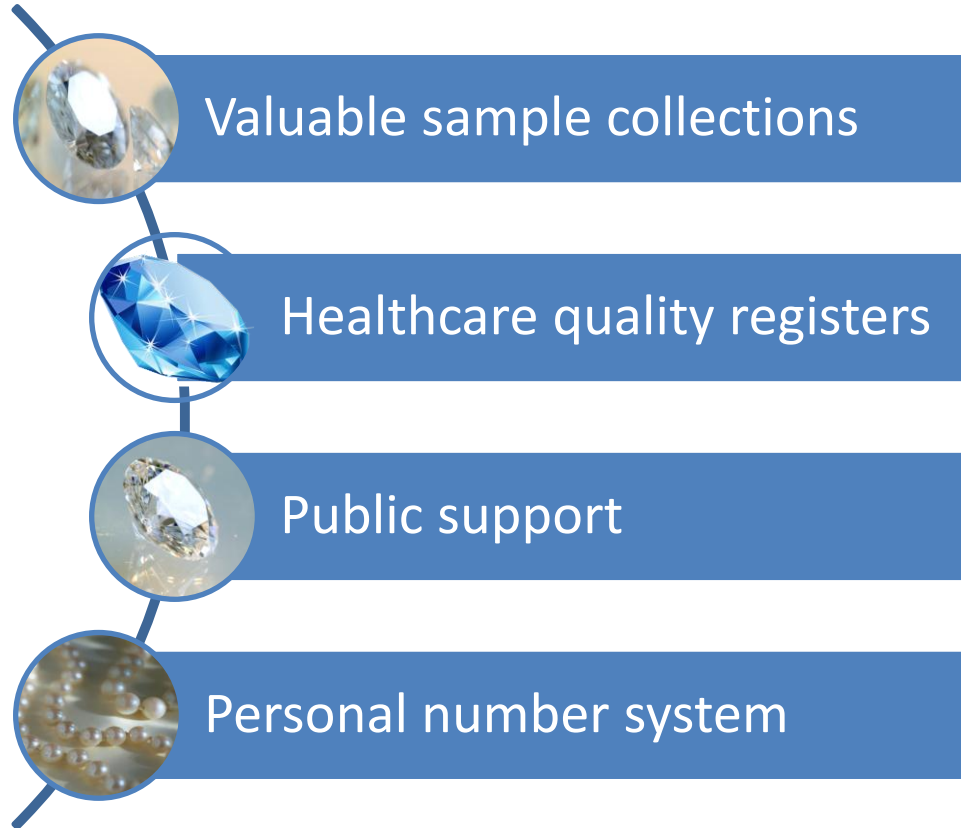 Valuable sample collections
Healthcare quality registers
Public support
Personal number system